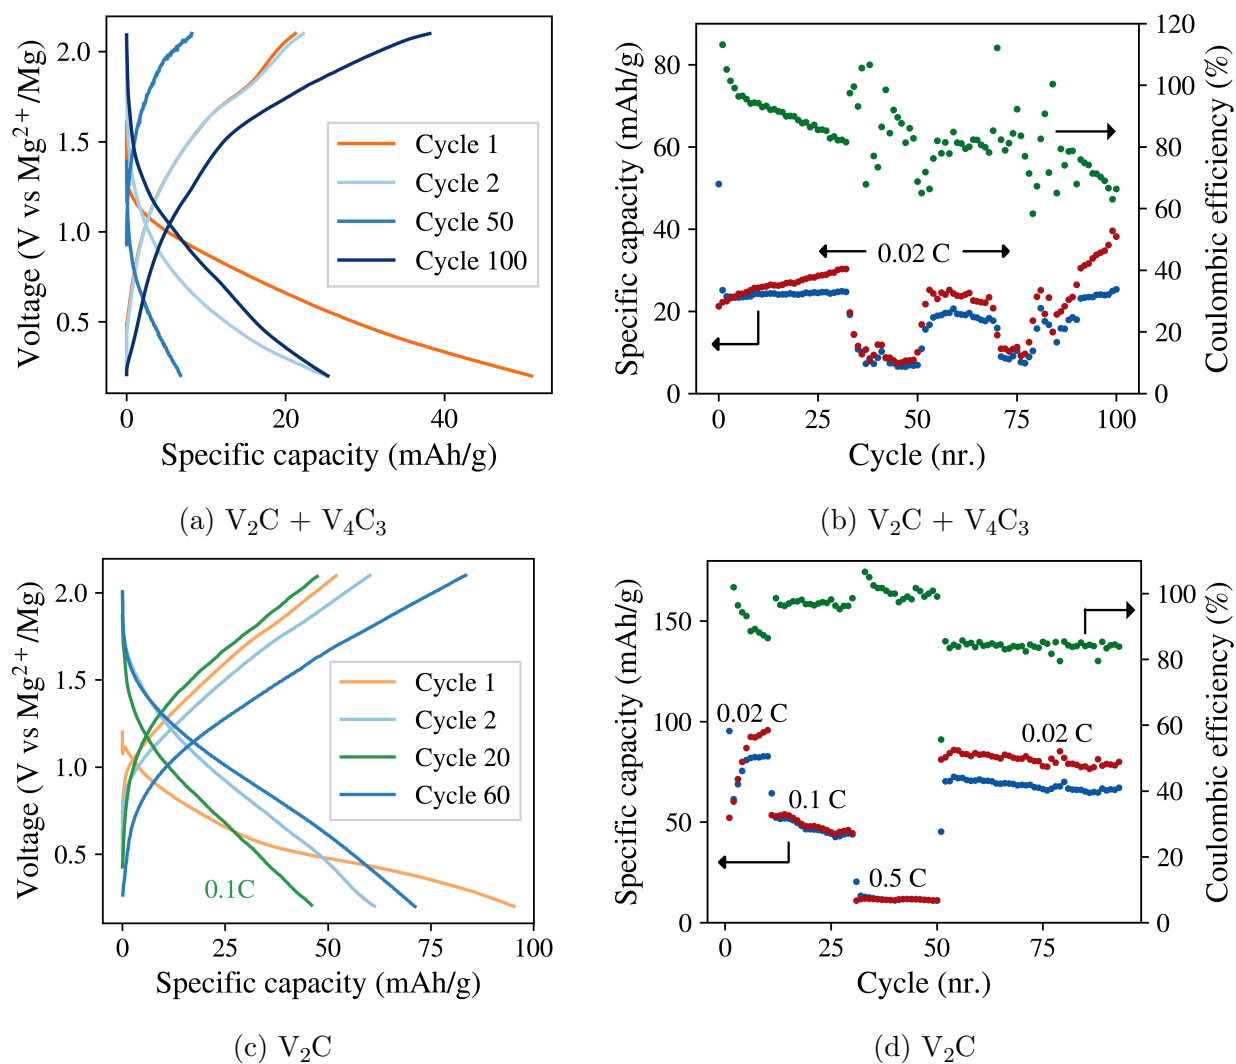 Voltage (V vs Mg²⁺/Mg)
2.0
1.5
1.0
0.5
0
20
40
Specific capacity (mAh/g)
Cycle 1
Cycle 2
Cycle 50
Cycle 100
(a) V₂C + V₄C₃
Specific capacity (mAh/g)
80
60
40
20
0
0
25
50
75
100
Cycle (nr.)
0.02 C
120
100
80
60
40
20
0
Coulombic efficiency (%)
(b) V₂C + V₄C₃
Voltage (V vs Mg²⁺/Mg)
2.0
1.5
1.0
0.5
0
25
50
75
100
Specific capacity (mAh/g)
Cycle 1
Cycle 2
Cycle 20
Cycle 60
0.1C
(c) V₂C
Specific capacity (mAh/g)
150
100
50
0
0
25
50
75
Cycle (nr.)
0.02 C
0.1 C
0.5 C
0.02 C
100
80
60
40
20
0
Coulombic efficiency (%)
(d) V₂C